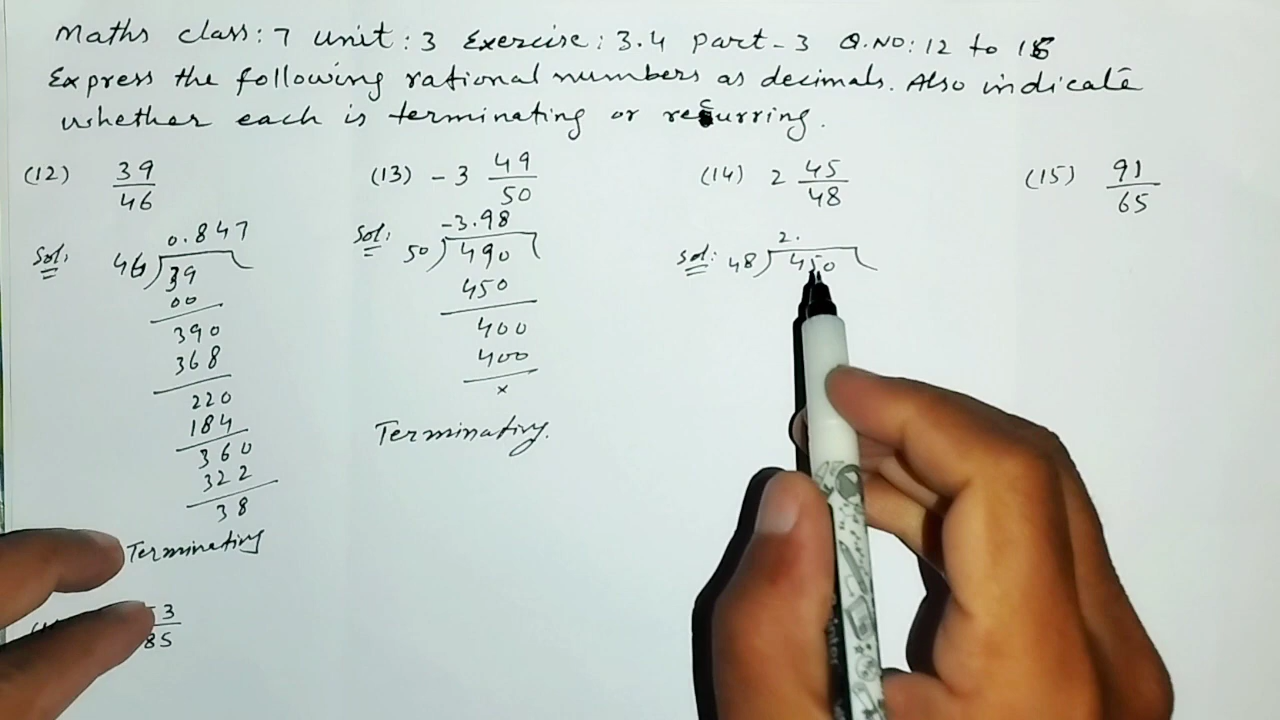 Maths class: 7 Unit: 3 Exercise: 3.4 Part-3 Q.NO: 12 to 16
Express the following rational numbers as decimals. Also indicate
whether each is terminating or recurring.
(12) 39/46
Sol:
0.847
46) 39
00
390
368
220
184
360
322
38
Terminating
(13) -3 49/50
Sol:
-3.98
50) 490
450
400
400
x
Terminating.
(14) 2 45/48
Sol:
2.
48) 450
(15) 91/65
-3
85